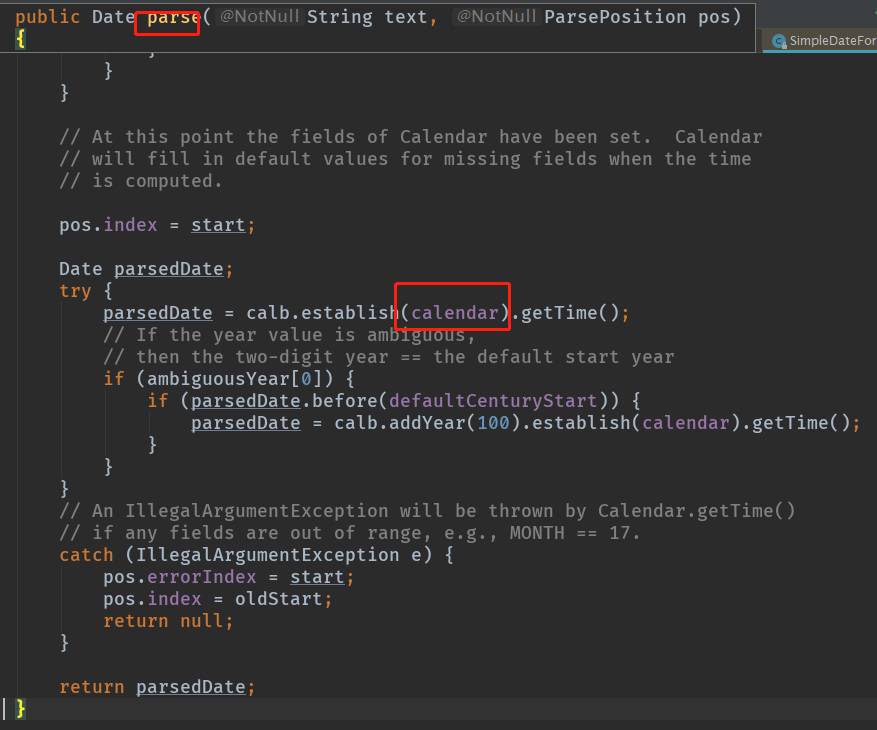 public Date parse( @NotNull String text, @NotNull ParsePosition pos)
{
SimpleDateFor
}
}
// At this point the fields of Calendar have been set.  Calendar
// will fill in default values for missing fields when the time
// is computed.
pos.index = start;
Date parsedDate;
try {
parsedDate = calb.establish(calendar).getTime();
// If the year value is ambiguous,
// then the two-digit year == the default start year
if (ambiguousYear[0]) {
if (parsedDate.before(defaultCenturyStart)) {
parsedDate = calb.addYear(100).establish(calendar).getTime();
}
}
}
// An IllegalArgumentException will be thrown by Calendar.getTime()
// if any fields are out of range, e.g., MONTH == 17.
catch (IllegalArgumentException e) {
pos.errorIndex = start;
pos.index = oldStart;
return null;
}
return parsedDate;
}